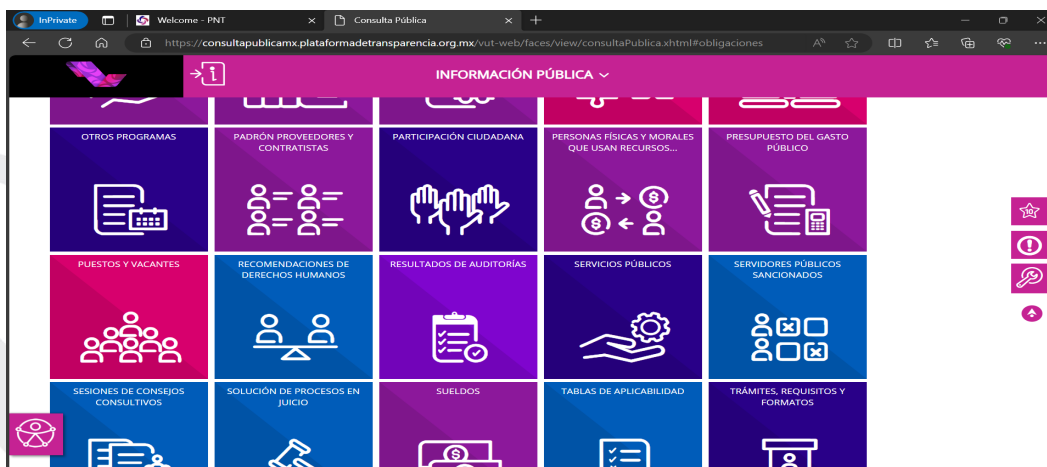 InPrivate
Welcome - PNT
Consulta Pública
https://consultapublicamx.plataformadetransparencia.org.mx/vut-web/faces/view/consultaPublica.xhtml#obligaciones
INFORMACIÓN PÚBLICA
OTROS PROGRAMAS
PADRÓN PROVEEDORES Y
CONTRATISTAS
PARTICIPACIÓN CIUDADANA
PERSONAS FÍSICAS Y MORALES
QUE USAN RECURSOS...
PRESUPUESTO DEL GASTO
PÚBLICO
PUESTOS Y VACANTES
RECOMENDACIONES DE
DERECHOS HUMANOS
RESULTADOS DE AUDITORÍAS
SERVICIOS PÚBLICOS
SERVIDORES PÚBLICOS
SANCIONADOS
SESIONES DE CONSEJOS
CONSULTIVOS
SOLUCIÓN DE PROCESOS EN
JUICIO
SUELDOS
TABLAS DE APLICABILIDAD
TRÁMITES, REQUISITOS Y
FORMATOS